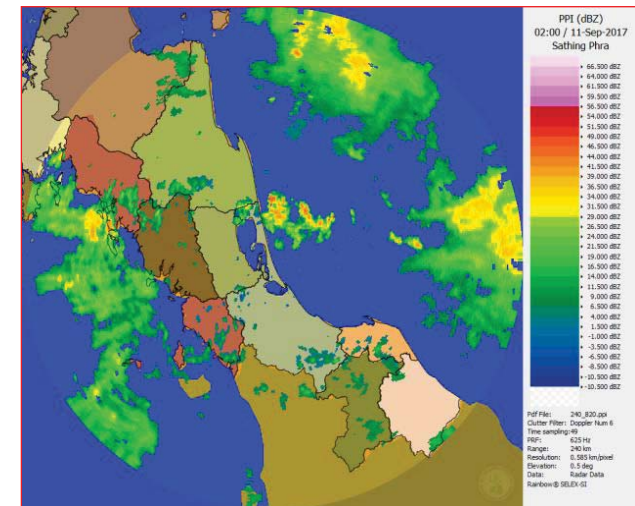 PPI (dBZ)
02:00 / 11-Sep-2017
Sathing Phra
66.500 dBZ
64.000 dBZ
61.500 dBZ
59.500 dBZ
56.500 dBZ
54.000 dBZ
51.500 dBZ
49.000 dBZ
46.500 dBZ
44.000 dBZ
41.500 dBZ
39.000 dBZ
36.500 dBZ
34.000 dBZ
31.500 dBZ
29.000 dBZ
26.500 dBZ
24.000 dBZ
21.500 dBZ
19.000 dBZ
16.500 dBZ
14.000 dBZ
11.500 dBZ
9.000 dBZ
6.500 dBZ
4.000 dBZ
1.500 dBZ
-1.000 dBZ
-3.500 dBZ
-6.500 dBZ
-8.500 dBZ
-10.500 dBZ
Pdf File: 240_820.ppi
Clutter Filter: Doppler Num 6
Time sampling:49
PRF: 625 Hz
Range: 240 km
Resolution: 0.585 km/pixel
Elevation: 0.5 deg
Data: Radar Data
Rainbow® SELEX-SI